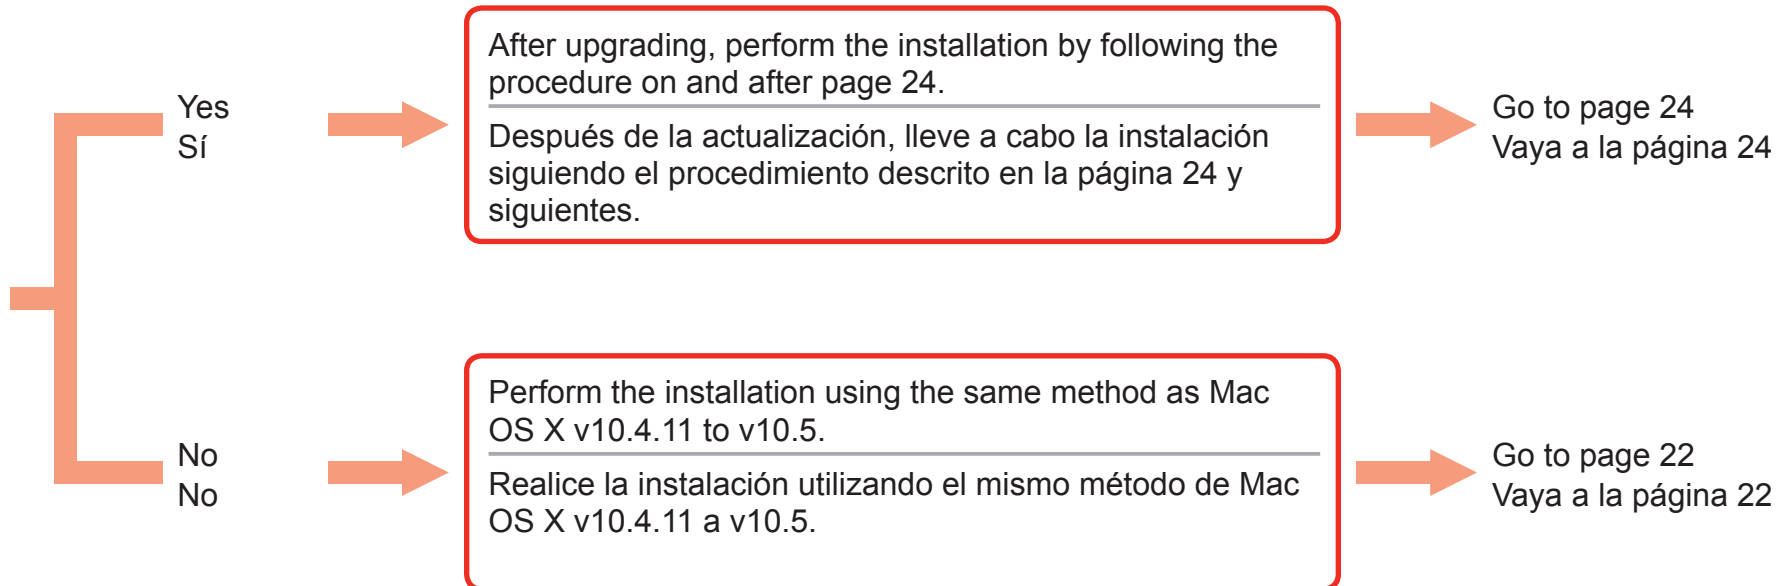 Yes
Sí
After upgrading, perform the installation by following the
procedure on and after page 24.
Después de la actualización, lleve a cabo la instalación
siguiendo el procedimiento descrito en la página 24 y
siguientes.
Go to page 24
Vaya a la página 24
No
No
Perform the installation using the same method as Mac
OS X v10.4.11 to v10.5.
Realice la instalación utilizando el mismo método de Mac
OS X v10.4.11 a v10.5.
Go to page 22
Vaya a la página 22